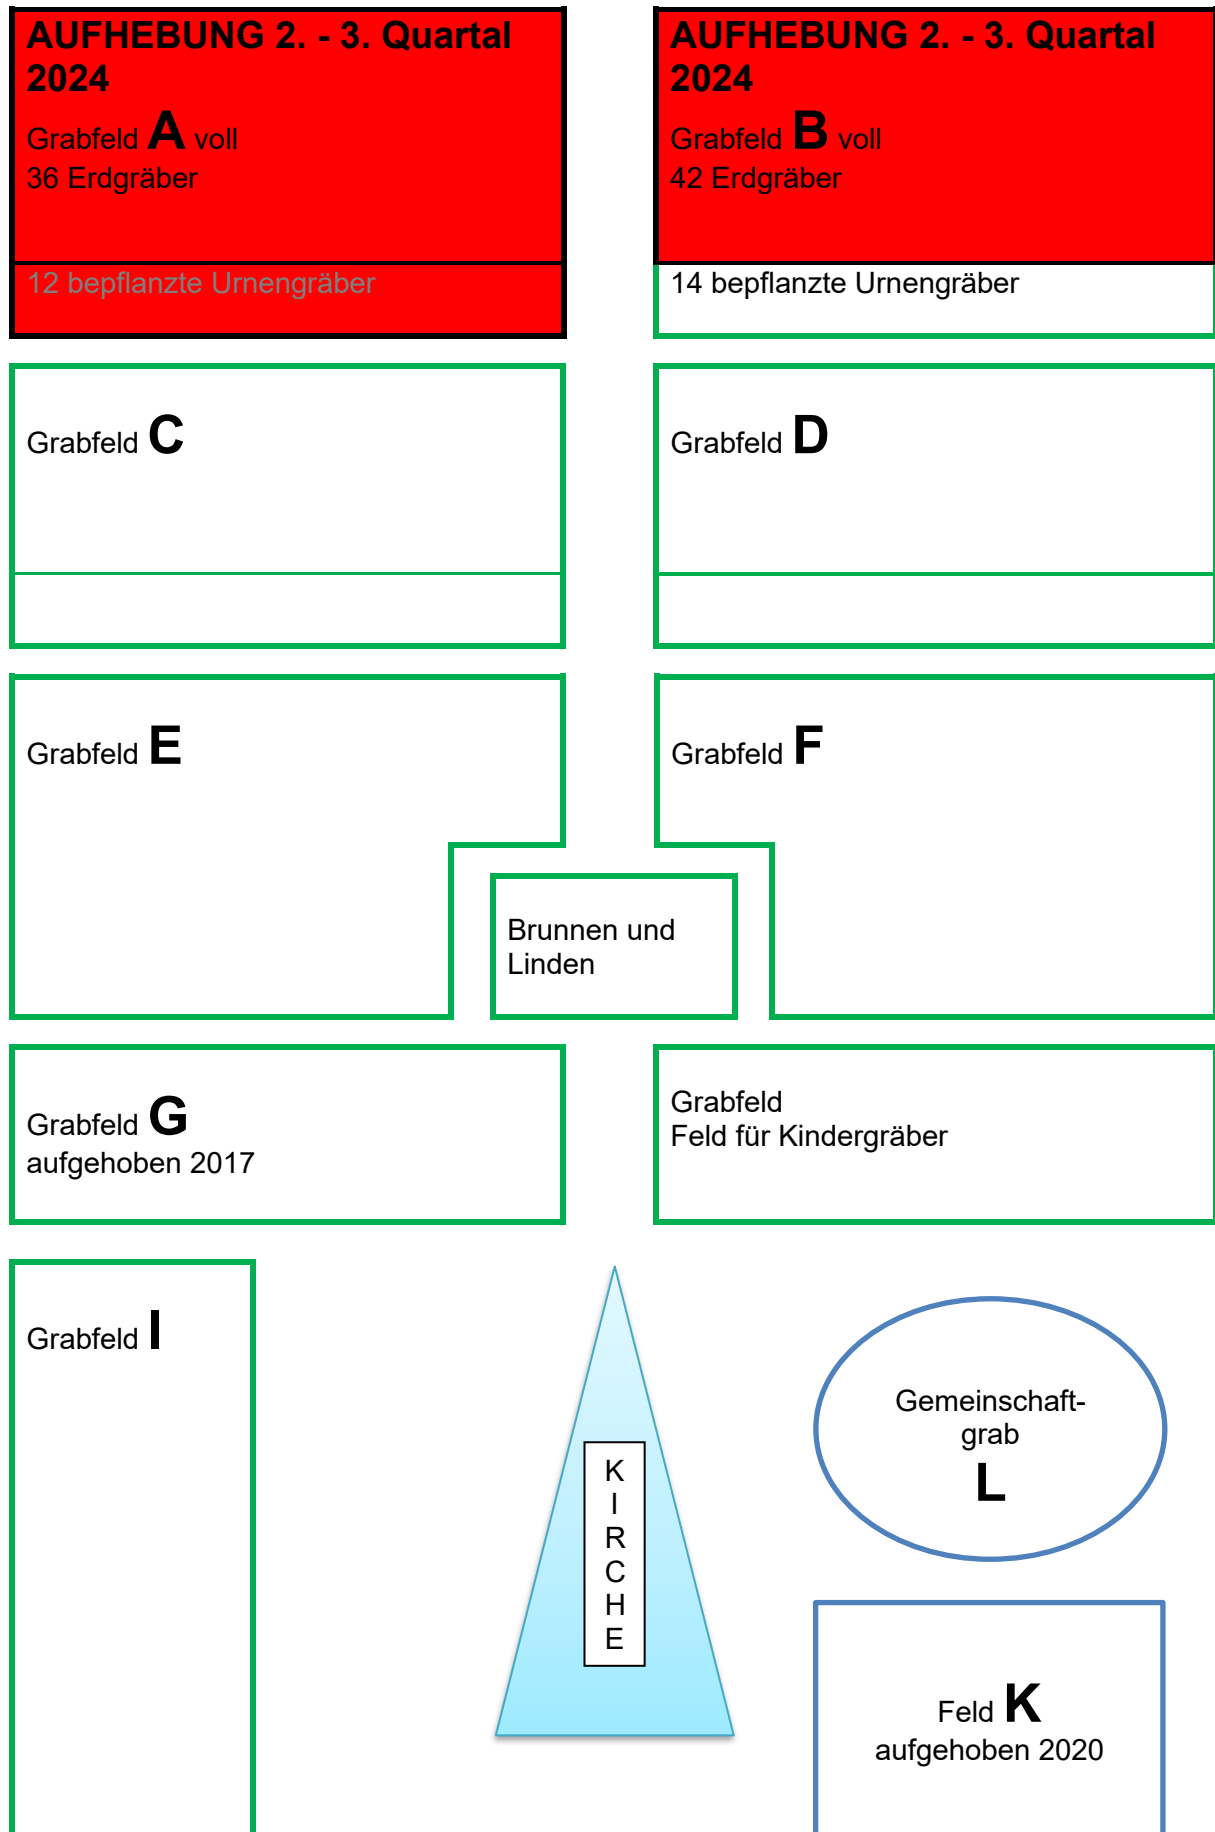 AUFHEBUNG 2. - 3. Quartal
2024
Grabfeld A voll
36 Erdgräber
12 bepflanzte Urnengräber
AUFHEBUNG 2. - 3. Quartal
2024
Grabfeld B voll
42 Erdgräber
14 bepflanzte Urnengräber
Grabfeld C
Grabfeld D
Grabfeld E
Grabfeld F
Brunnen und
Linden
Grabfeld G
aufgehoben 2017
Grabfeld
Feld für Kindergräber
Grabfeld I
K
I
R
C
H
E
Gemeinschaft-
grab
L
Feld K
aufgehoben 2020